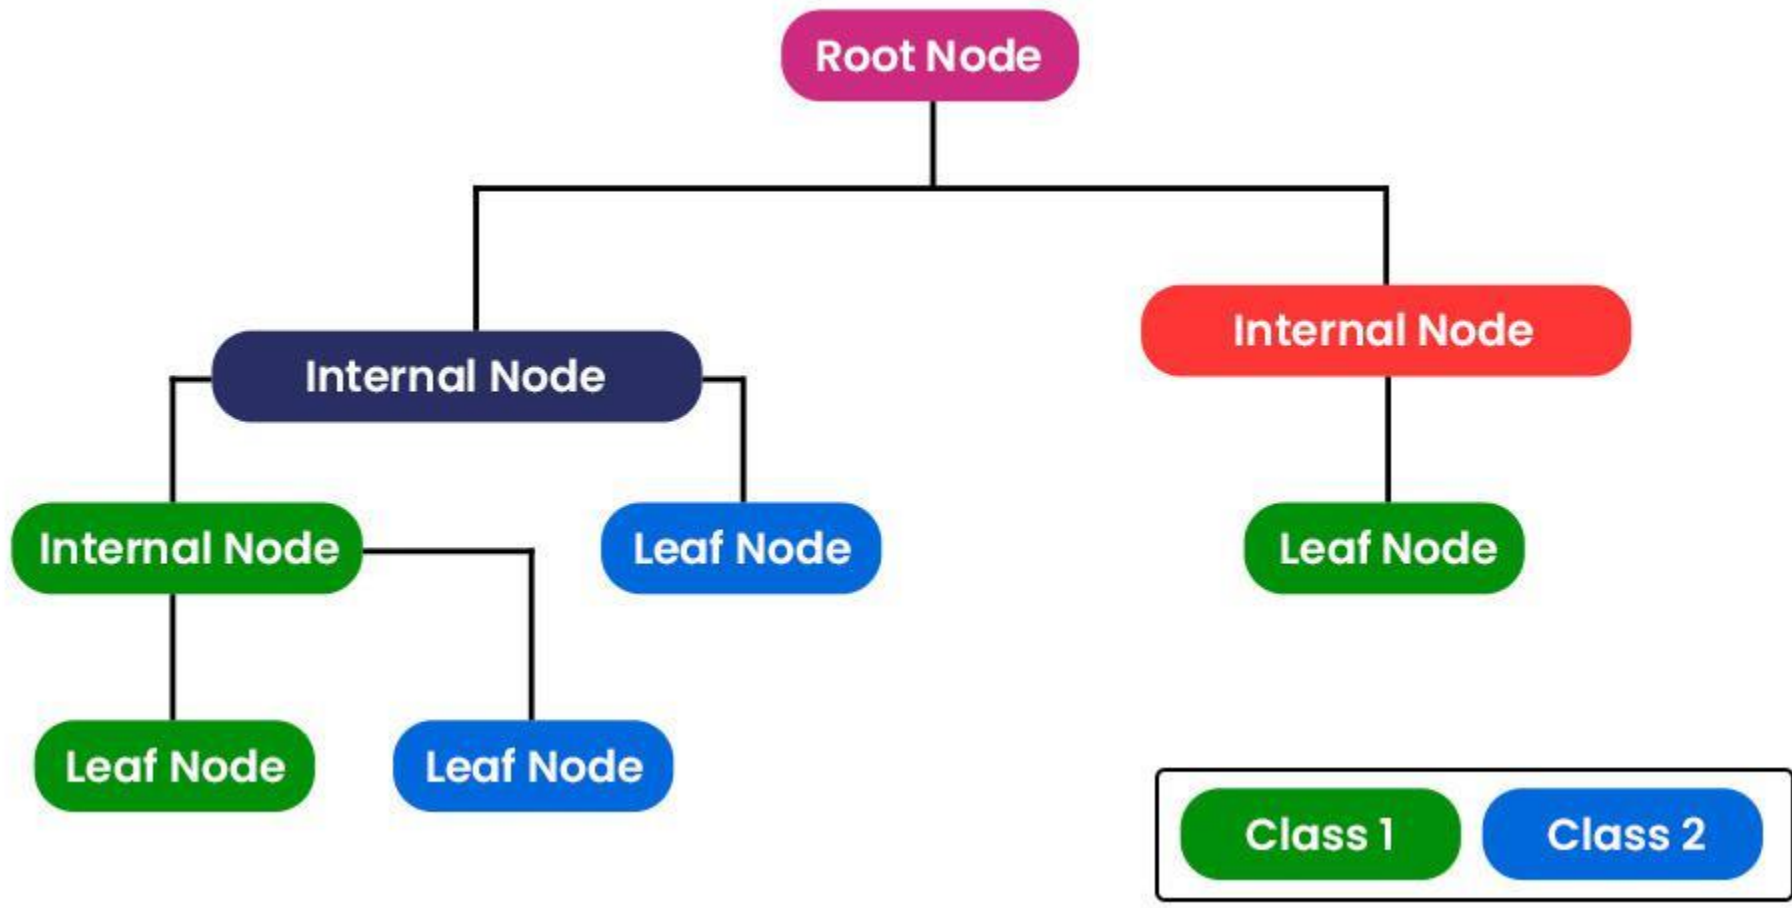 Root Node
Internal Node
Internal Node
Internal Node
Leaf Node
Leaf Node
Leaf Node
Leaf Node
Class 1
Class 2